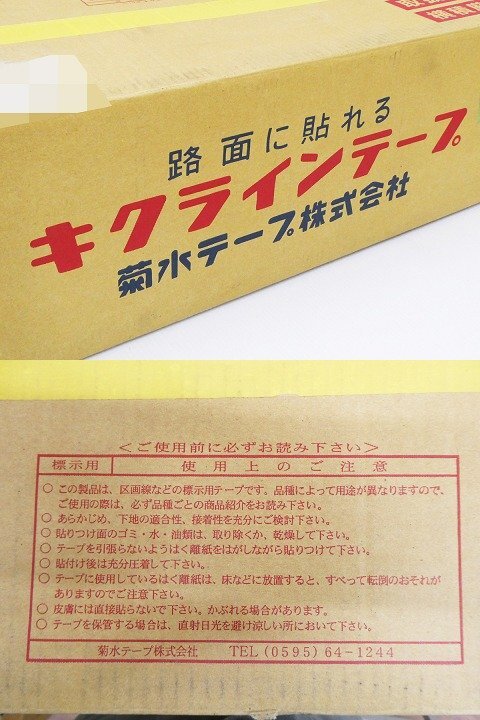 路面に貼れる
キクラインテープ
菊水テープ株式会社
＜ご使用前に必ずお読み下さい＞
標示用 使用上のご注意
○ この製品は、区画線などの標示用テープです。品種によって用途が異なりますので、
ご使用の際は、必ず品種ごとの商品紹介をお読み下さい。
○ あらかじめ、下地の適合性、接着性を充分にご検討下さい。
○ 貼りつけ面のゴミ・水・油類は、取り除くか、乾燥して下さい。
○ テープを引張らないようはく離紙をはがしながら貼りつけて下さい。
○ 貼付け後は充分圧着して下さい。
○ テープに使用しているはく離紙は、床などに放置すると、すべって転倒のおそれが
ありますのでご注意下さい。
○ 皮膚には直接貼らないで下さい。かぶれる場合があります。
○ テープを保管する場合は、直射日光を避け涼しい所において下さい。
菊水テープ株式会社 TEL (0595) 64-1244